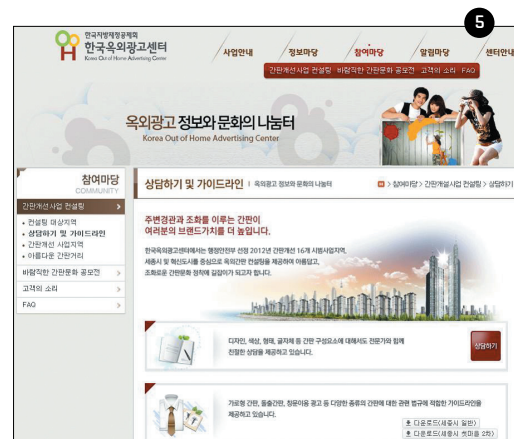 5
한국지방재정공제회
한국옥외광고센터
Korea Out of Home Advertising Center
사업안내 정보마당 참여마당 알림마당 센터안내
간판개선사업 컨설팅 바람직한 간판문화 공모전 고객의 소리 FAQ
옥외광고 정보와 문화의 나눔터
Korea Out of Home Advertising Center
참여마당
COMMUNITY
간판개선사업 컨설팅
컨설팅 대상지역
상담하기 및 가이드라인
간판개선 사업지역
아름다운 간판거리
바람직한 간판문화 공모전
고객의 소리
FAQ
상담하기 및 가이드라인 | 옥외광고 정보와 문화의 나눔터
H > 참여마당 > 간판개선사업 컨설팅 > 상담하기
주변경관과 조화를 이루는 간판이
여러분의 브랜드가치를 더 높입니다.
한국옥외광고센터에서는 행정안전부 선정 2012년 간판개선 16개 시범사업지역,
세종시 및 혁신도시를 중심으로 옥외간판 컨설팅을 제공하여 아름답고,
조화로운 간판문화 정착에 길잡이가 되고자 합니다.
디자인, 색상, 형태, 글자체 등 간판 구성요소에 대해서도 전문가와 함께
친절한 상담을 제공하고 있습니다.
상담하기
가로형 간판, 돌출간판, 창문이용 광고 등 다양한 종류의 간판에 대한 관련 법규에 적합한 가이드라인을
제공하고 있습니다.
다운로드(세종시 일반)
다운로드(세종시 첫마을 2차)